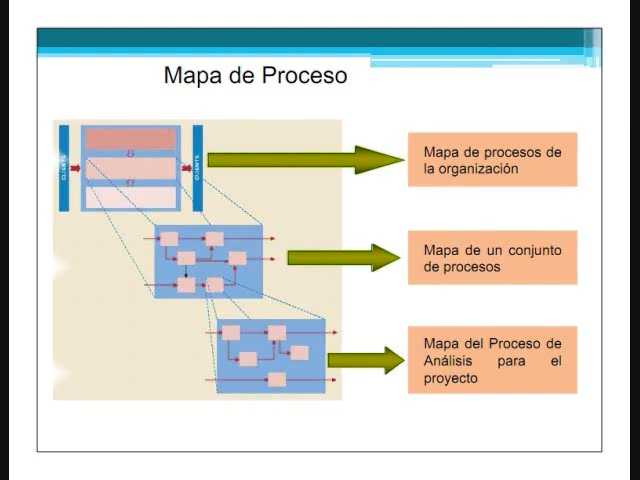 Mapa de Proceso
CLIENTE
CLIENTE
Mapa de procesos de
la organización
Mapa de un conjunto
de procesos
Mapa del Proceso de
Análisis para el
proyecto